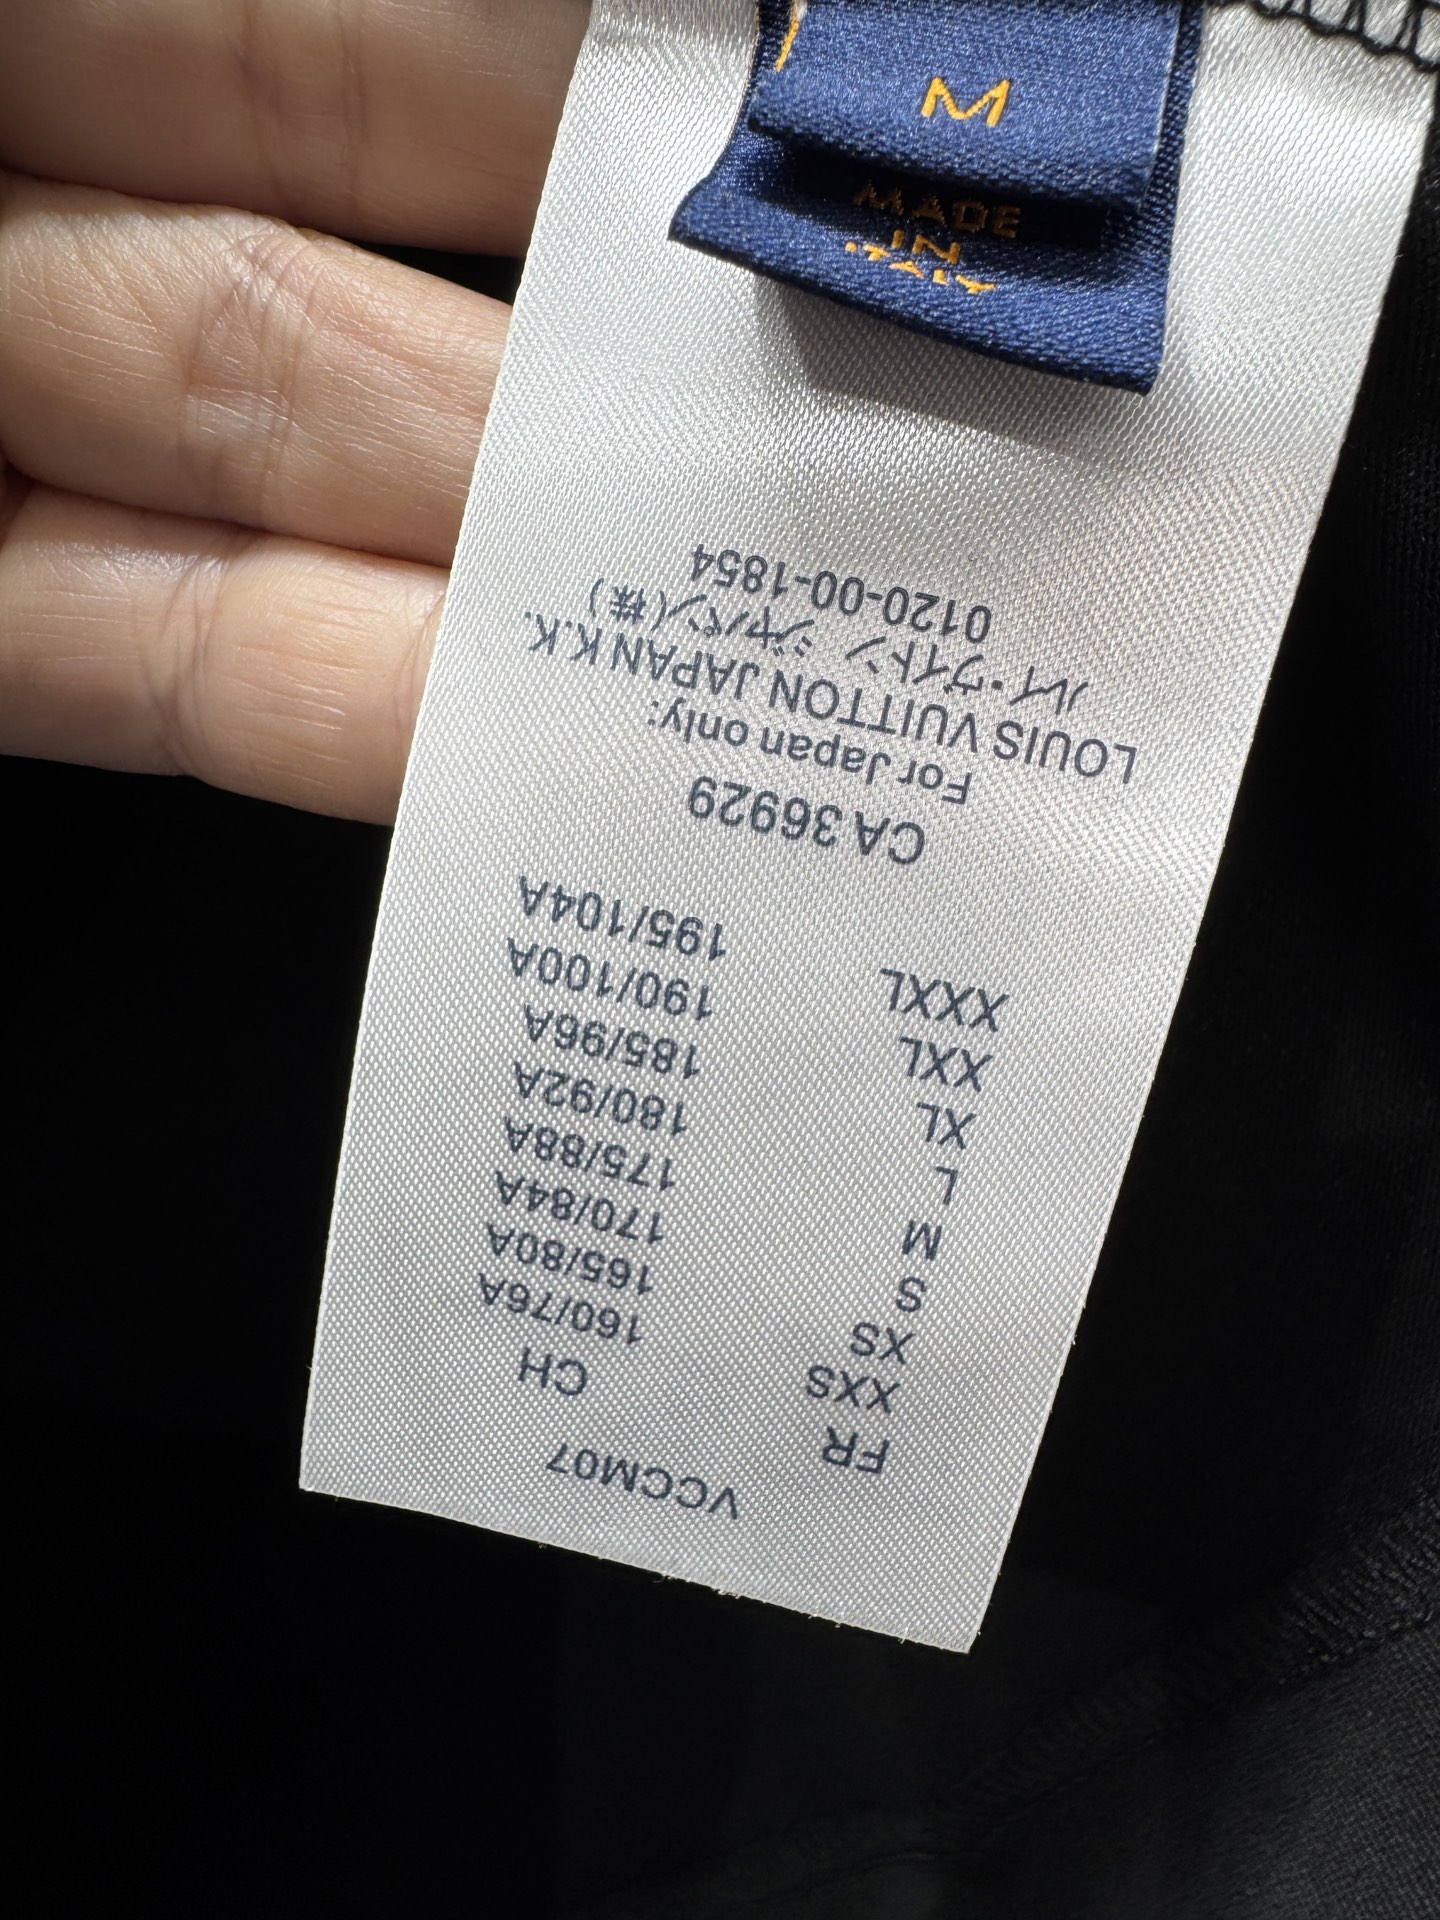 M
MADE
IN
ITALY
VCCM07
FR CH
XXS 160/76A
XS 165/80A
S 170/84A
M 175/88A
L 180/92A
XL 185/96A
XXL 190/100A
XXXL 195/104A
CA 36929
For Japan only:
LOUIS VUITTON JAPAN K.K.
ルイ・ヴィトン ジャパン(株)
0120-00-1854